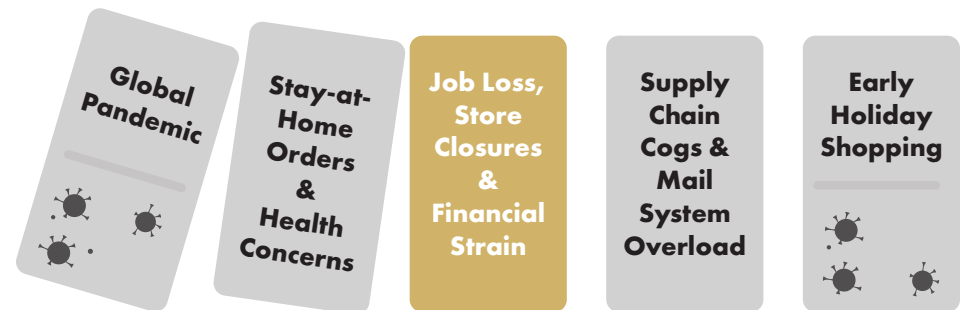 Global
Pandemic
Stay-at-
Home
Orders
&
Health
Concerns
Job Loss,
Store
Closures
&
Financial
Strain
Supply
Chain
Cogs &
Mail
System
Overload
Early
Holiday
Shopping